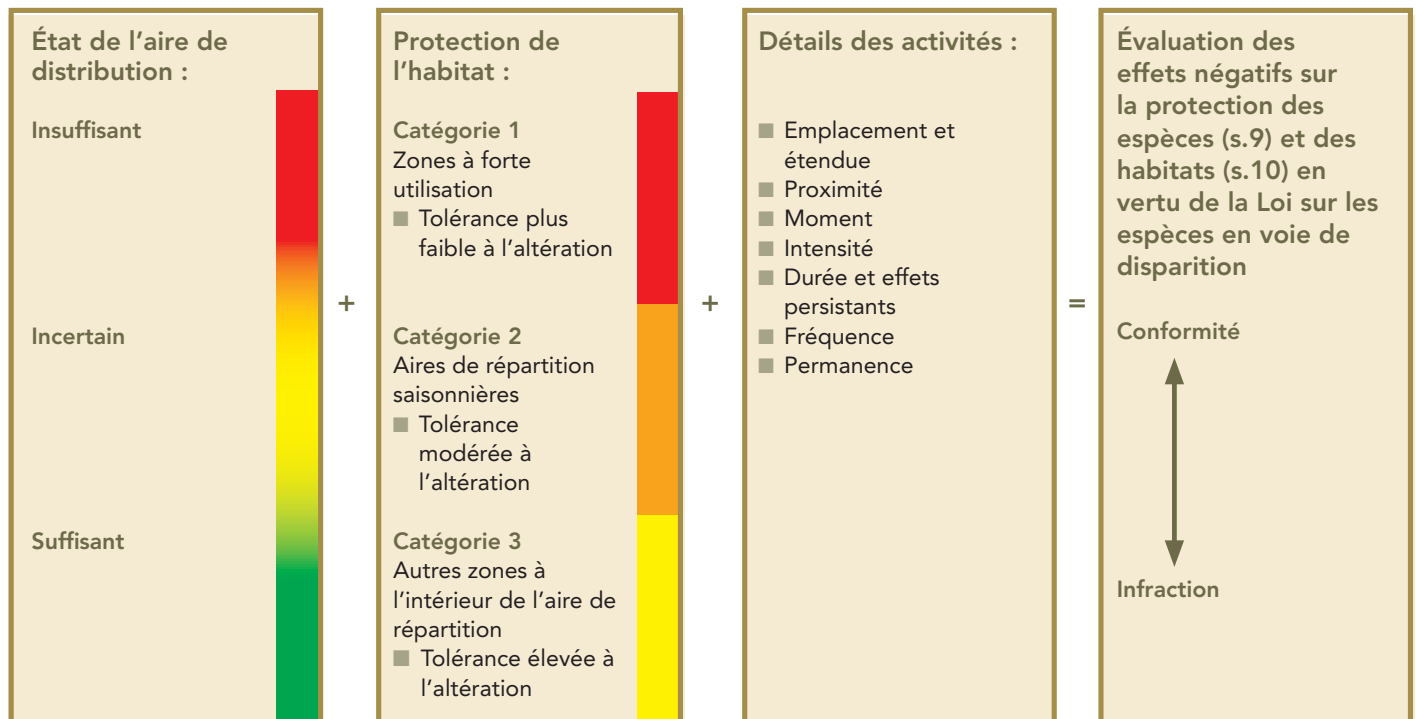 État de l'aire de
distribution :
Insuffisant
Incertain
Suffisant
+
Protection de
l'habitat :
Catégorie 1
Zones à forte
utilisation
■ Tolérance plus
faible à l'altération
Catégorie 2
Aires de répartition
saisonnières
■ Tolérance
modérée à
l'altération
Catégorie 3
Autres zones à
l'intérieur de l'aire de
répartition
■ Tolérance élevée à
l'altération
+
Détails des activités :
■ Emplacement et
étendue
■ Proximité
■ Moment
■ Intensité
■ Durée et effets
persistants
■ Fréquence
■ Permanence
=
Évaluation des
effets négatifs sur
la protection des
espèces (s.9) et des
habitats (s.10) en
vertu de la Loi sur les
espèces en voie de
disparition
Conformité
Infraction